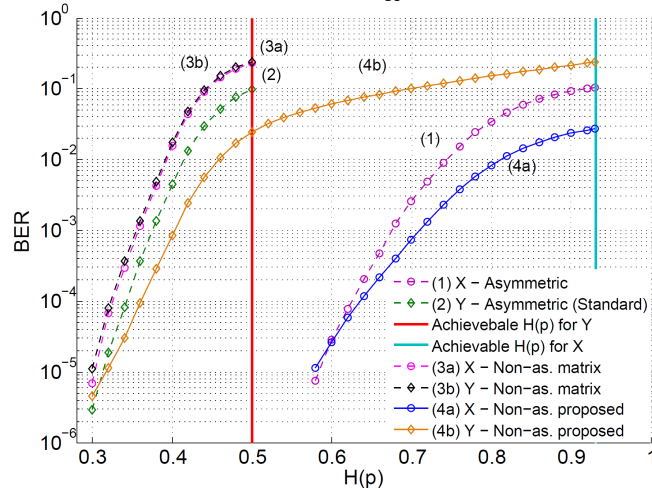 10^0
10^-1
10^-2
10^-3
10^-4
10^-5
10^-6
BER
(3a)
(3b)
(2)
(4b)
(1)
(4a)
(1) X − Asymmetric
(2) Y − Asymmetric (Standard)
Achievebale H(p) for Y
Achievable H(p) for X
(3a) X − Non−as. matrix
(3b) Y − Non−as. matrix
(4a) X − Non−as. proposed
(4b) Y − Non−as. proposed
0.3 0.4 0.5 0.6 0.7 0.8 0.9 1
H(p)